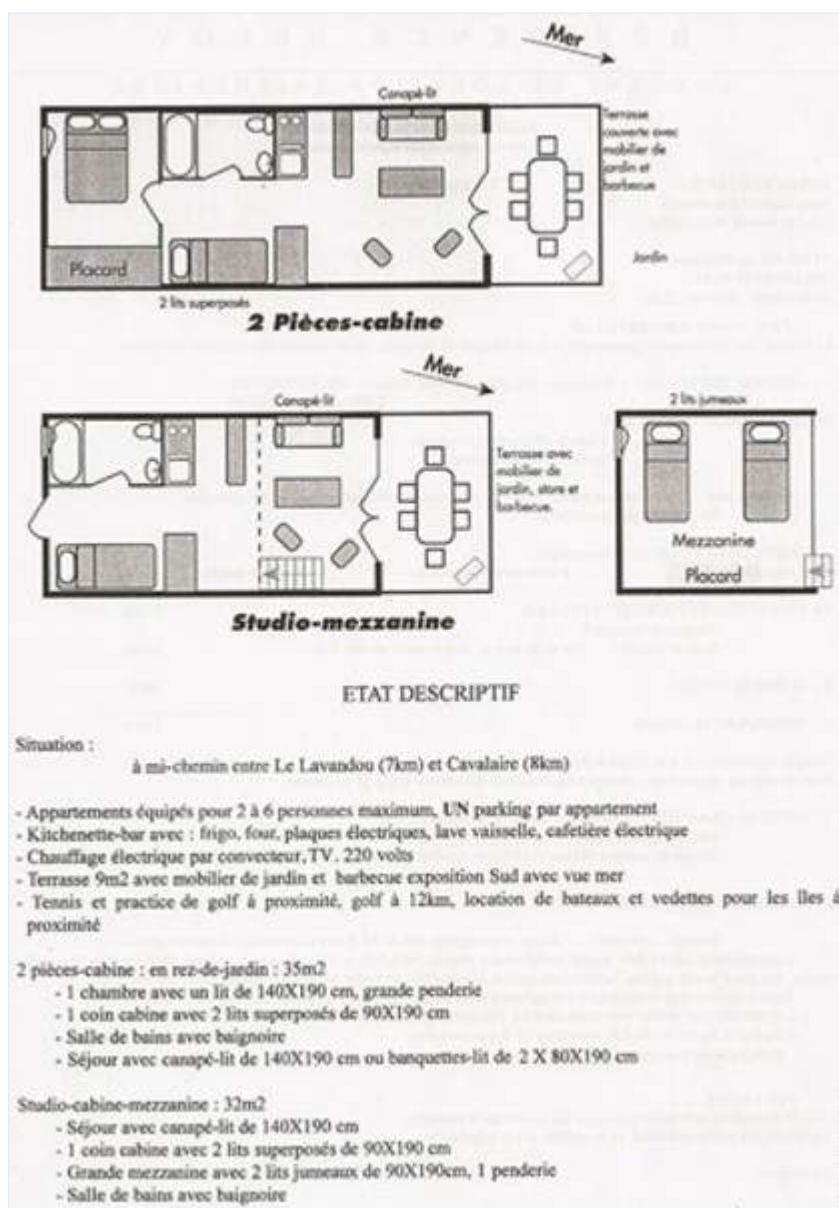 Mer
Canapé-lit
Terrasse
couverte avec
mobilier de
jardin et
barbecue
Placard
Jardin
2 lits superposés
2 Pièces-cabine
Mer
Canapé-lit
2 lits jumeaux
Terrasse avec
mobilier de
jardin, store et
barbecue.
Mezzanine
Placard
Studio-mezzanine
ETAT DESCRIPTIF
Situation :
à mi-chemin entre Le Lavandou (7km) et Cavalaire (8km)
- Appartements équipés pour 2 à 6 personnes maximum, UN parking par appartement
- Kitchenette-bar avec : frigo, four, plaques électriques, lave vaisselle, cafetière électrique
- Chauffage électrique par convecteur, TV. 220 volts
- Terrasse 9m2 avec mobilier de jardin et barbecue exposition Sud avec vue mer
- Tennis et practice de golf à proximité, golf à 12km, location de bateaux et vedettes pour les îles à
proximité
2 pièces-cabine : en rez-de-jardin : 35m2
- 1 chambre avec un lit de 140X190 cm, grande penderie
- 1 coin cabine avec 2 lits superposés de 90X190 cm
- Salle de bains avec baignoire
- Séjour avec canapé-lit de 140X190 cm ou banquettes-lit de 2 X 80X190 cm
Studio-cabine-mezzanine : 32m2
- Séjour avec canapé-lit de 140X190 cm
- 1 coin cabine avec 2 lits superposés de 90X190 cm
- Grande mezzanine avec 2 lits jumeaux de 90X190cm, 1 penderie
- Salle de bains avec baignoire